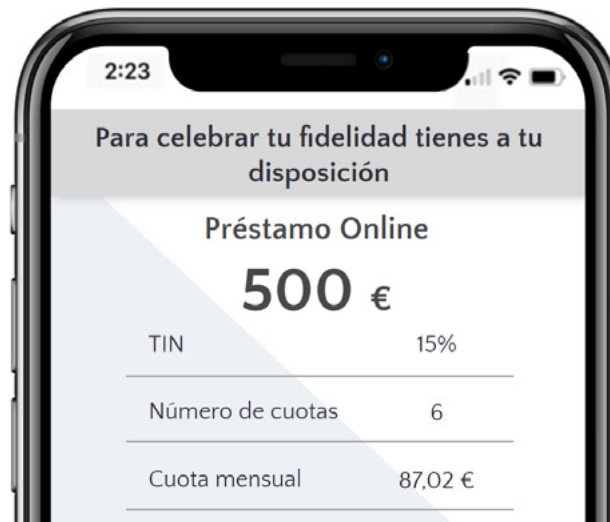 2:23
Para celebrar tu fidelidad tienes a tu
disposición
Préstamo Online
500 €
TIN 15%
Número de cuotas 6
Cuota mensual 87,02 €